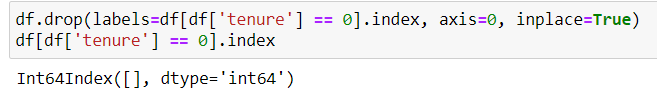 df.drop(labels=df[df['tenure'] == 0].index, axis=0, inplace=True)
df[df['tenure'] == 0].index
Int64Index([], dtype='int64')